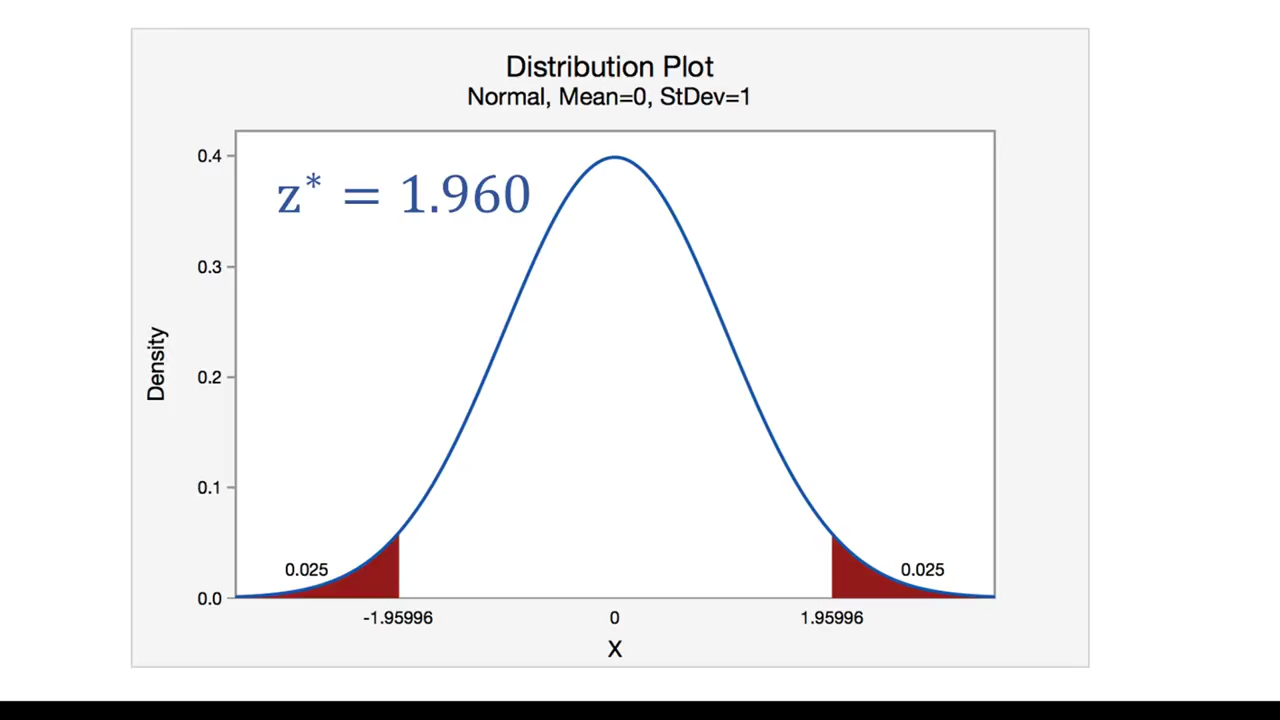 Distribution Plot
Normal, Mean=0, StDev=1
z* = 1.960
Density
0.4
0.3
0.2
0.1
0.0
0.025
0.025
-1.95996
0
1.95996
X